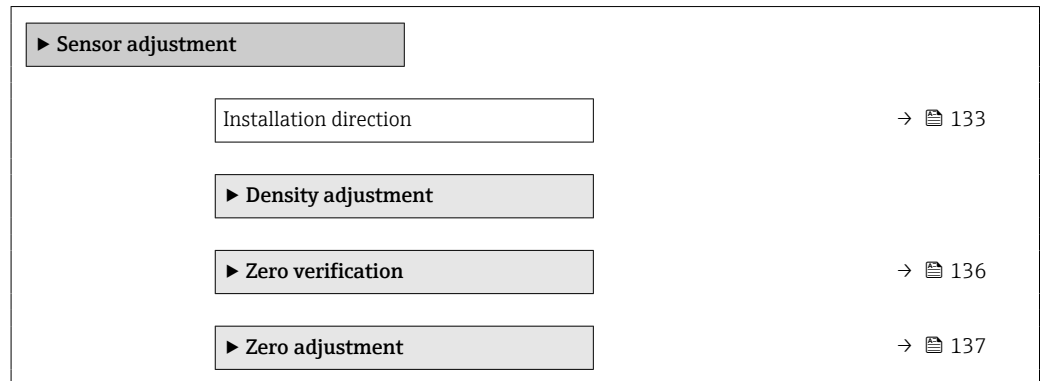 ▶ Sensor adjustment
Installation direction → 133
▶ Density adjustment
▶ Zero verification → 136
▶ Zero adjustment → 137